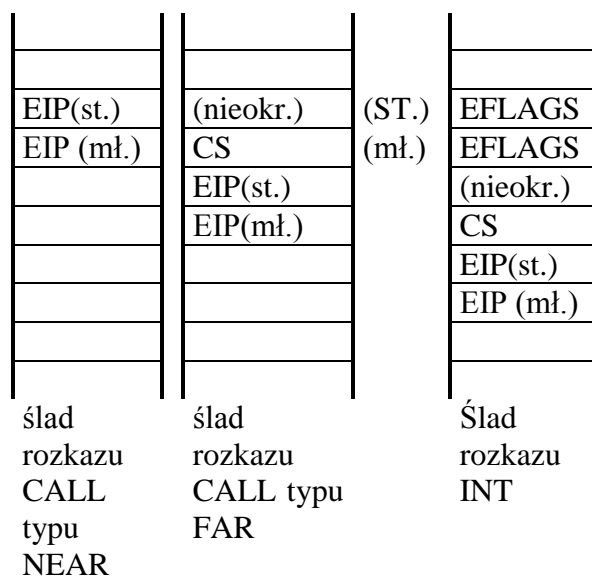 EIP(st.) (nieokr.) (ST.) EFLAGS
EIP (mł.) CS (mł.) EFLAGS
EIP(st.) (nieokr.)
EIP(mł.) CS
EIP(st.)
EIP (mł.)
ślad
rozkazu
CALL
typu
NEAR
ślad
rozkazu
CALL typu
FAR
Ślad
rozkazu
INT